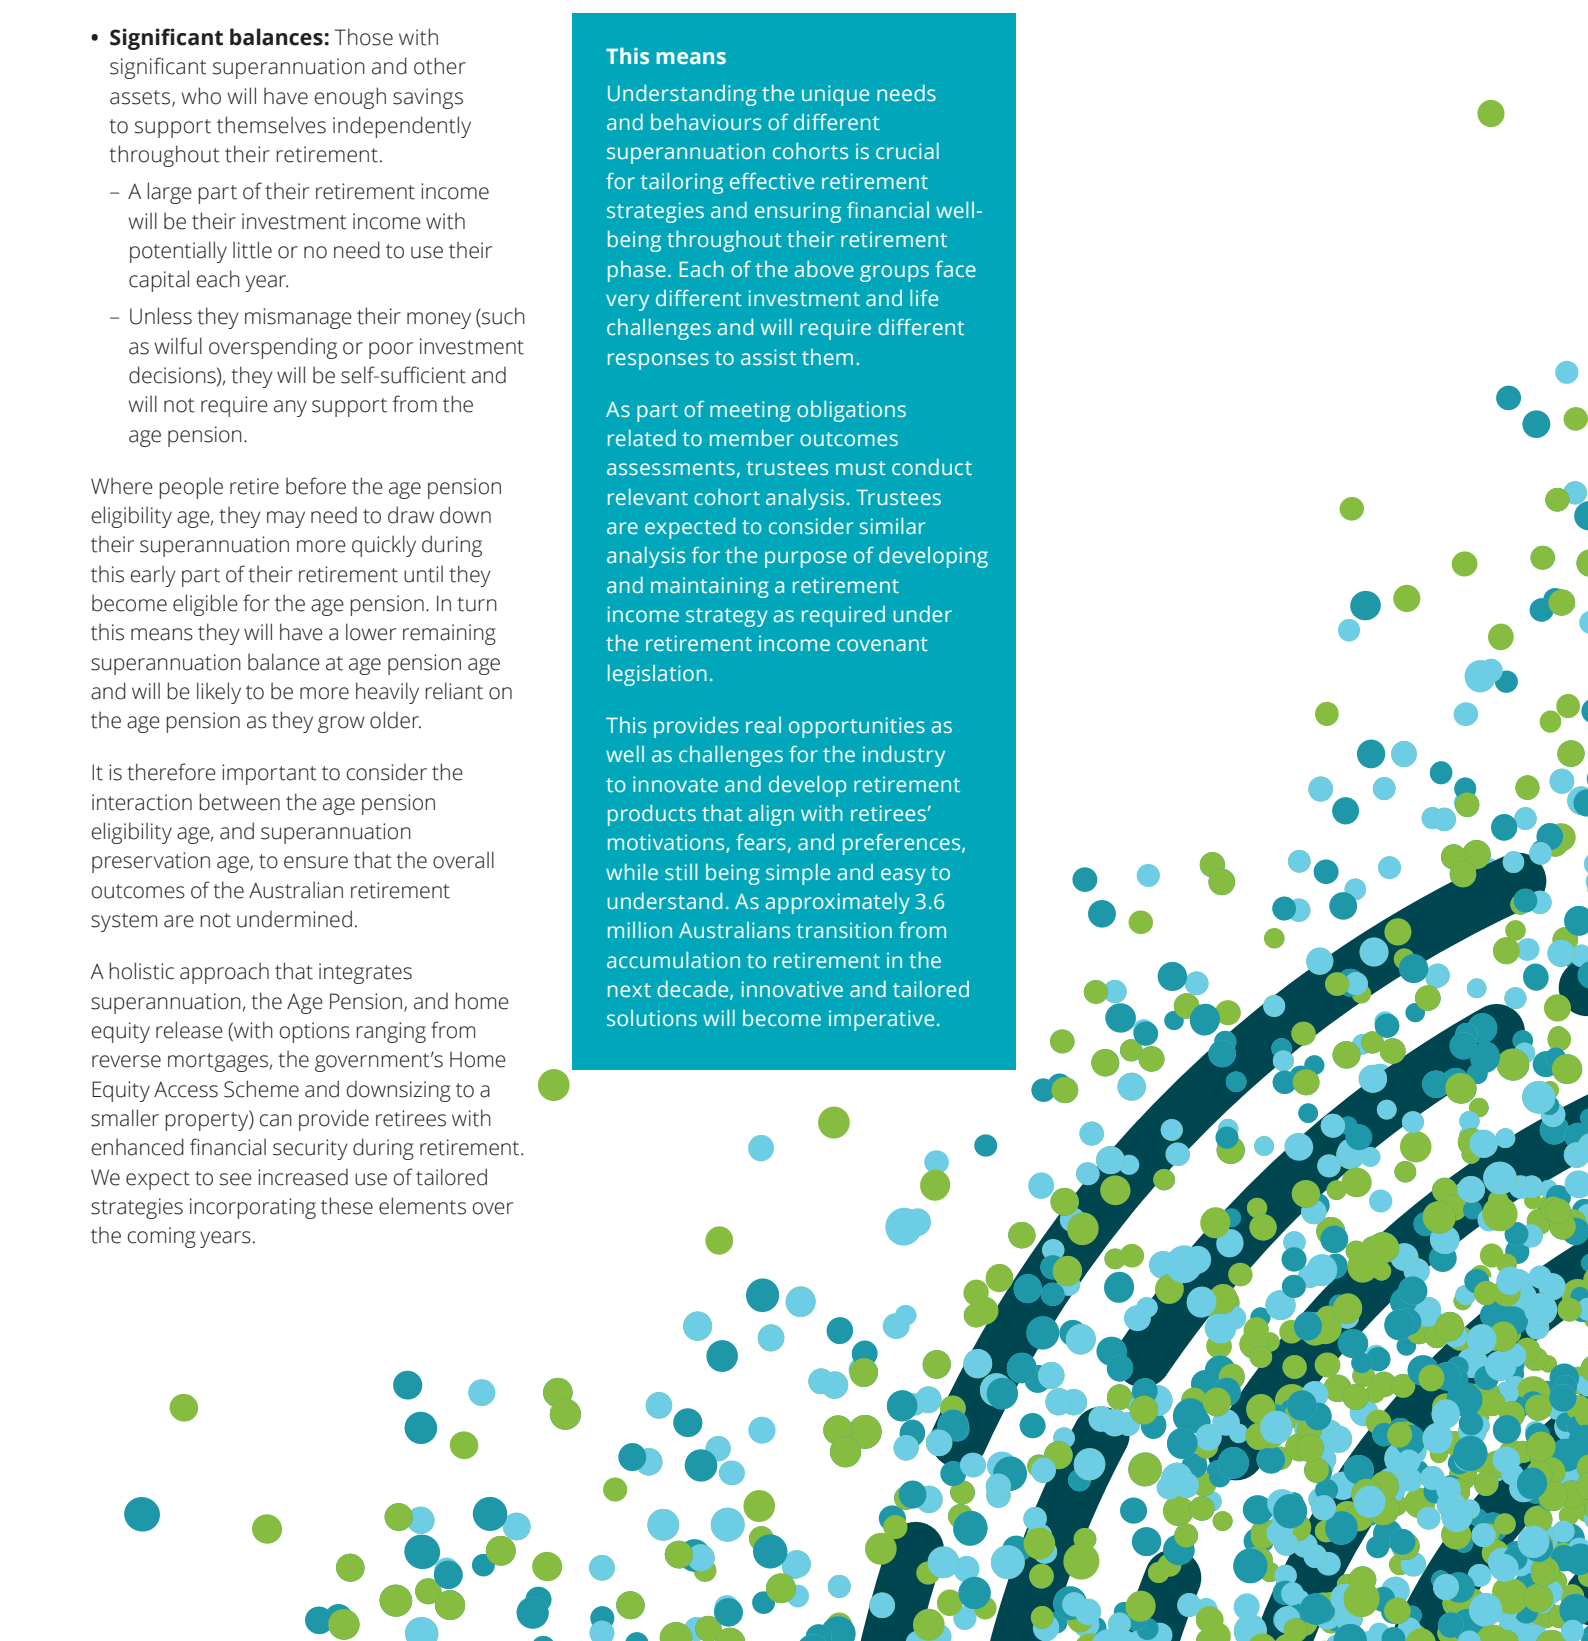 • Significant balances: Those with
significant superannuation and other
assets, who will have enough savings
to support themselves independently
throughout their retirement.
– A large part of their retirement income
will be their investment income with
potentially little or no need to use their
capital each year.
– Unless they mismanage their money (such
as wilful overspending or poor investment
decisions), they will be self-sufficient and
will not require any support from the
age pension.
Where people retire before the age pension
eligibility age, they may need to draw down
their superannuation more quickly during
this early part of their retirement until they
become eligible for the age pension. In turn
this means they will have a lower remaining
superannuation balance at age pension age
and will be likely to be more heavily reliant on
the age pension as they grow older.
It is therefore important to consider the
interaction between the age pension
eligibility age, and superannuation
preservation age, to ensure that the overall
outcomes of the Australian retirement
system are not undermined.
A holistic approach that integrates
superannuation, the Age Pension, and home
equity release (with options ranging from
reverse mortgages, the government’s Home
Equity Access Scheme and downsizing to a
smaller property) can provide retirees with
enhanced financial security during retirement.
We expect to see increased use of tailored
strategies incorporating these elements over
the coming years.
This means
Understanding the unique needs
and behaviours of different
superannuation cohorts is crucial
for tailoring effective retirement
strategies and ensuring financial well-
being throughout their retirement
phase. Each of the above groups face
very different investment and life
challenges and will require different
responses to assist them.
As part of meeting obligations
related to member outcomes
assessments, trustees must conduct
relevant cohort analysis. Trustees
are expected to consider similar
analysis for the purpose of developing
and maintaining a retirement
income strategy as required under
the retirement income covenant
legislation.
This provides real opportunities as
well as challenges for the industry
to innovate and develop retirement
products that align with retirees’
motivations, fears, and preferences,
while still being simple and easy to
understand. As approximately 3.6
million Australians transition from
accumulation to retirement in the
next decade, innovative and tailored
solutions will become imperative.